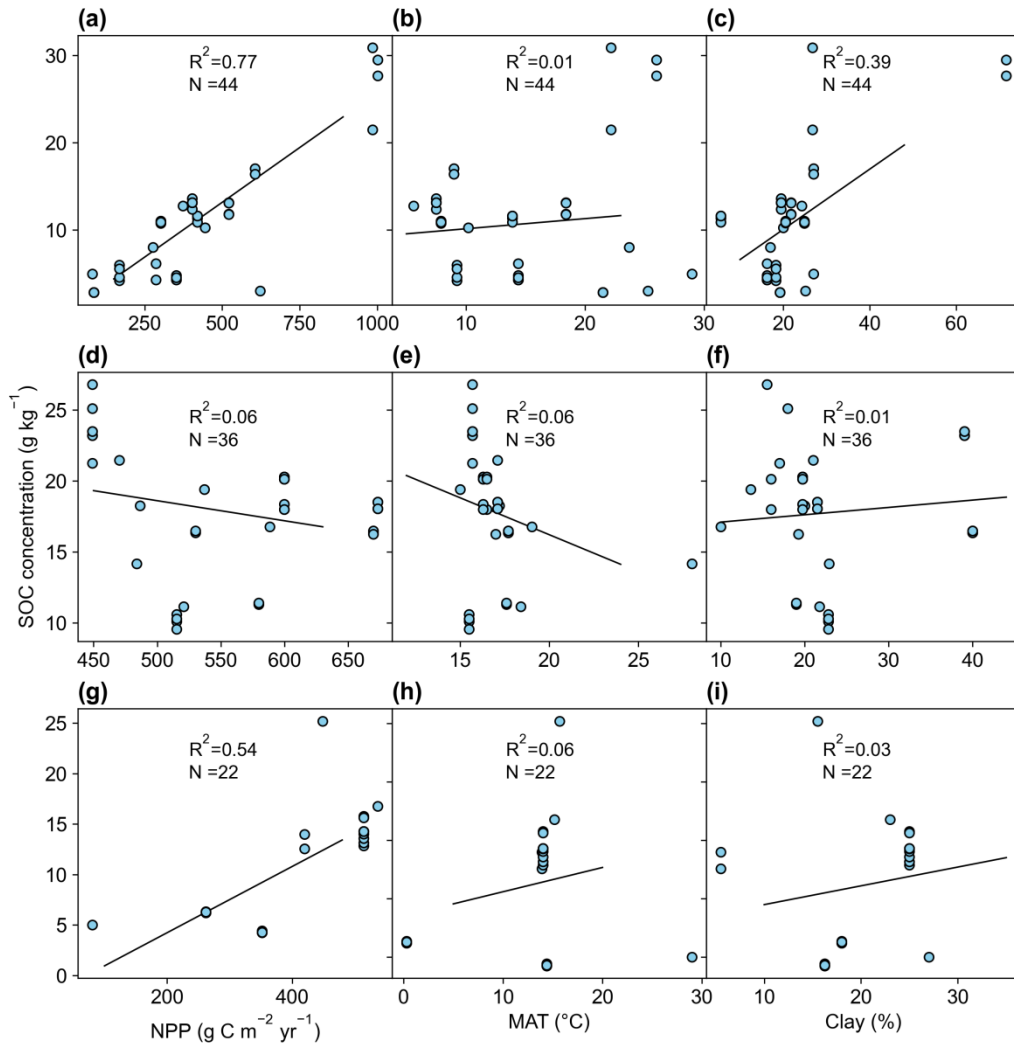 (a) (b) (c)
R²=0.77 R²=0.01 R²=0.39
N =44 N =44 N =44
30
20
10
250 500 750 1000 10 20 30 20 40 60
(d) (e) (f)
R²=0.06 R²=0.06 R²=0.01
N =36 N =36 N =36
25
20
15
10
SOC concentration (g kg⁻¹)
450 500 550 600 650 15 20 25 10 20 30 40
(g) (h) (i)
R²=0.54 R²=0.06 R²=0.03
N =22 N =22 N =22
25
20
15
10
5
0
200 400 0 10 20 30 10 20 30
NPP (g C m⁻² yr⁻¹) MAT (°C) Clay (%)